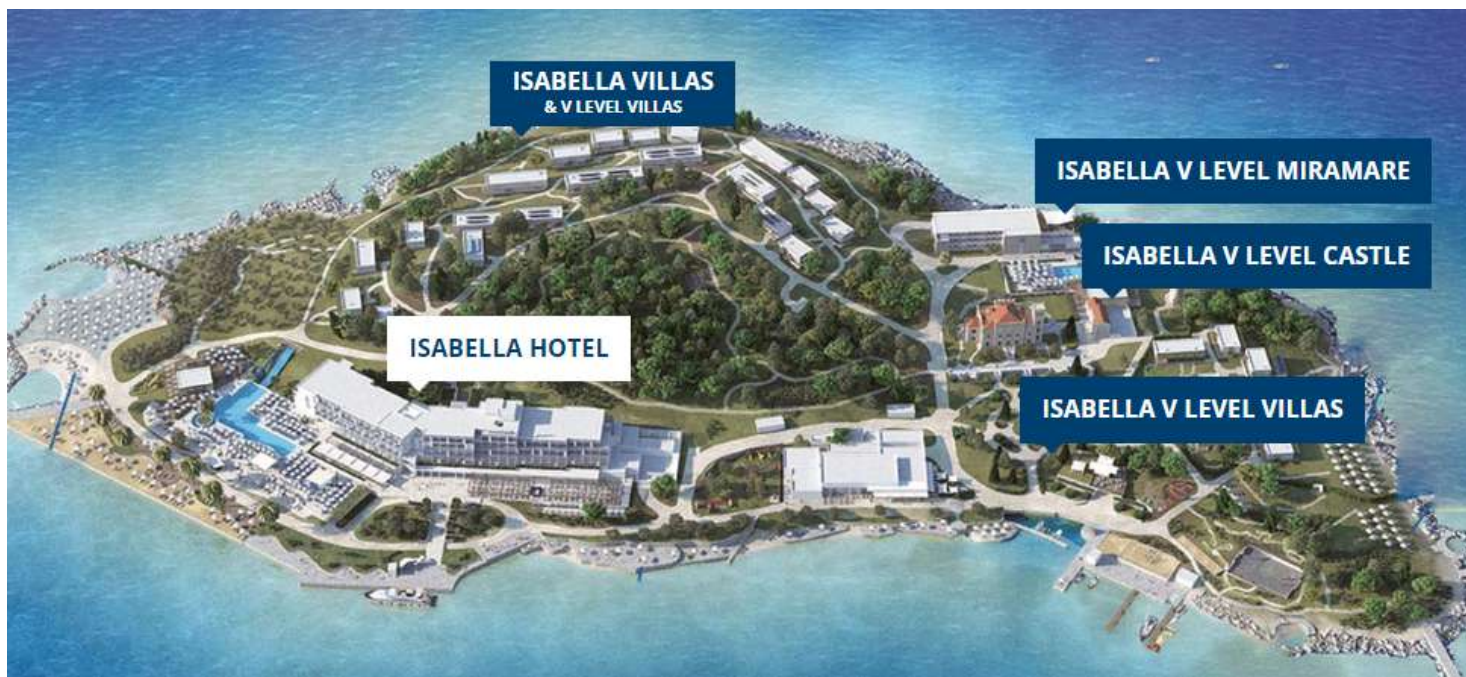 ISABELLA VILLAS
& V LEVEL VILLAS
ISABELLA V LEVEL MIRAMARE
ISABELLA V LEVEL CASTLE
ISABELLA HOTEL
ISABELLA V LEVEL VILLAS